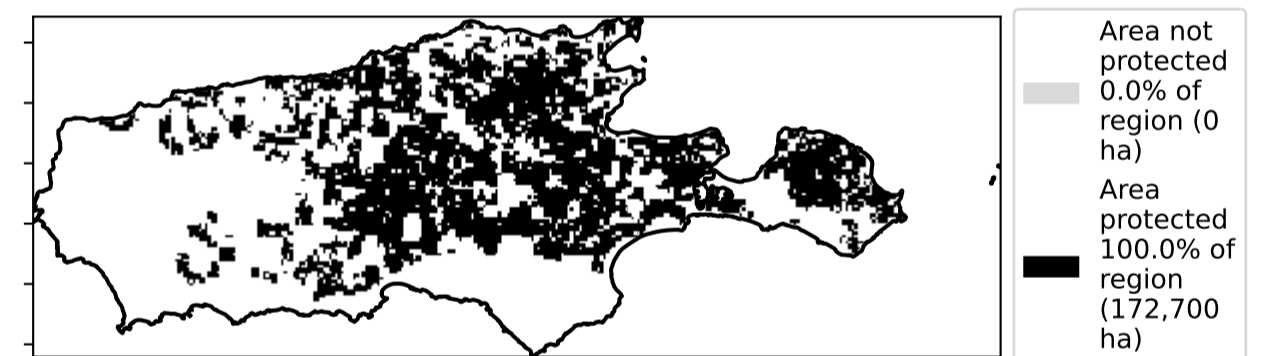 Area not
protected
0.0% of
region (0
ha)
Area
protected
100.0% of
region
(172,700
ha)